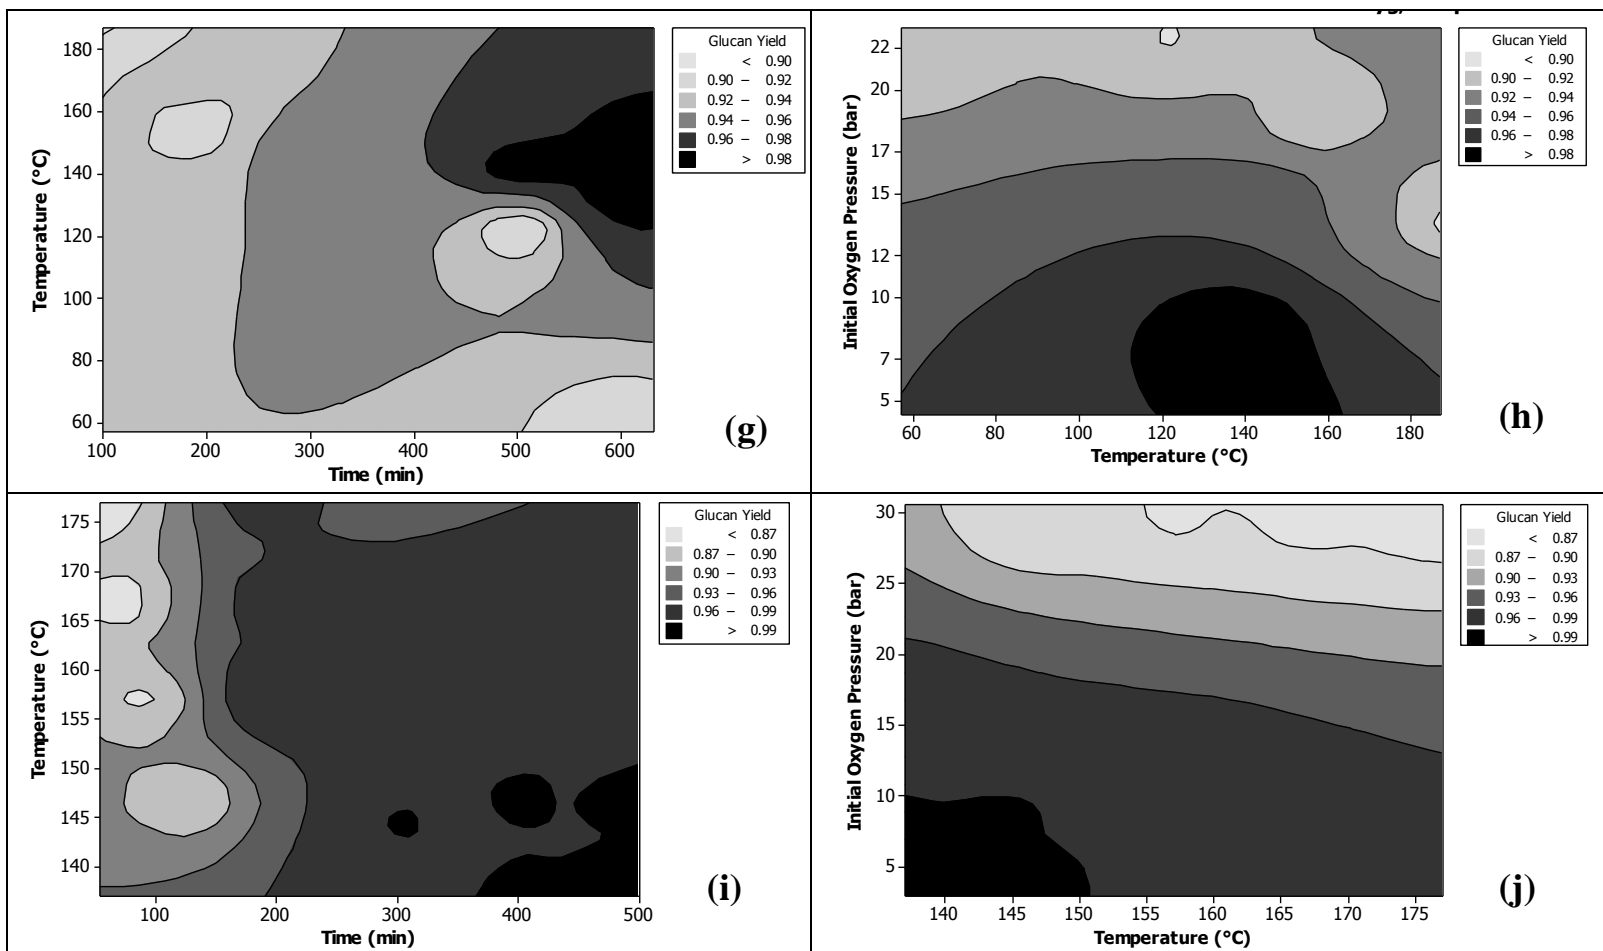 Glucan Yield
< 0.90
0.90 – 0.92
0.92 – 0.94
0.94 – 0.96
0.96 – 0.98
> 0.98
180
160
140
120
100
80
60
Temperature (°C)
100 200 300 400 500 600
Time (min)
(g)
Glucan Yield
< 0.90
0.90 – 0.92
0.92 – 0.94
0.94 – 0.96
0.96 – 0.98
> 0.98
22
20
17
15
12
10
7
5
Initial Oxygen Pressure (bar)
60 80 100 120 140 160 180
Temperature (°C)
(h)
Glucan Yield
< 0.87
0.87 – 0.90
0.90 – 0.93
0.93 – 0.96
0.96 – 0.99
> 0.99
175
170
165
160
155
150
145
140
Temperature (°C)
100 200 300 400 500
Time (min)
(i)
Glucan Yield
< 0.87
0.87 – 0.90
0.90 – 0.93
0.93 – 0.96
0.96 – 0.99
> 0.99
30
25
20
15
10
5
Initial Oxygen Pressure (bar)
140 145 150 155 160 165 170 175
Temperature (°C)
(j)